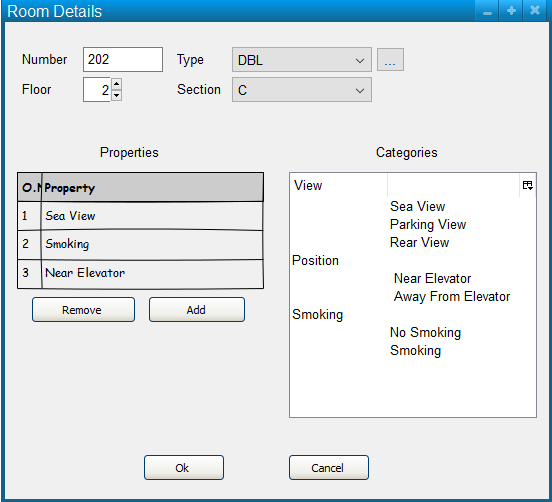 Room Details
Number 202 Type DBL ...
Floor 2 Section C
Properties
O.N Property
1 Sea View
2 Smoking
3 Near Elevator
Remove Add
Categories
View
Sea View
Parking View
Rear View
Position
Near Elevator
Away From Elevator
Smoking
No Smoking
Smoking
Ok Cancel